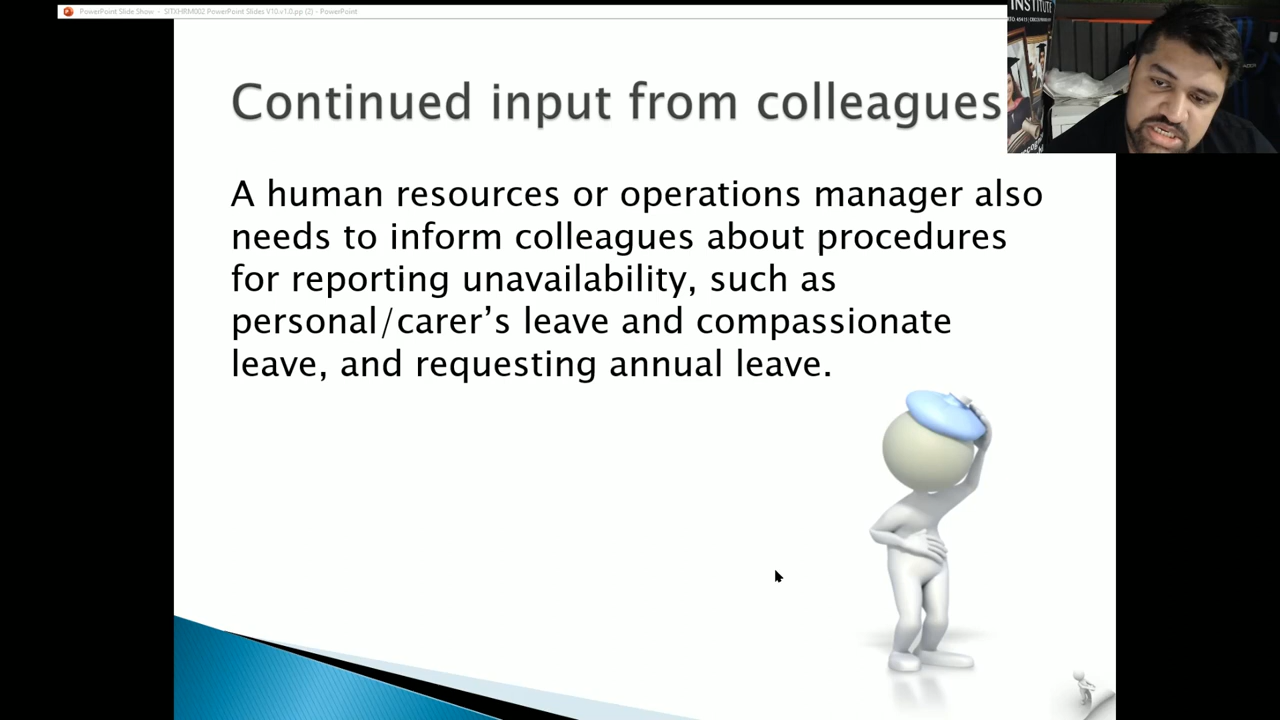 PowerPoint Slide Show - SITXHRM002 PowerPoint Slides V10.v1.0.pp (2) - PowerPoint
INSTITUTE
Continued input from colleagues
A human resources or operations manager also
needs to inform colleagues about procedures
for reporting unavailability, such as
personal/carer’s leave and compassionate
leave, and requesting annual leave.